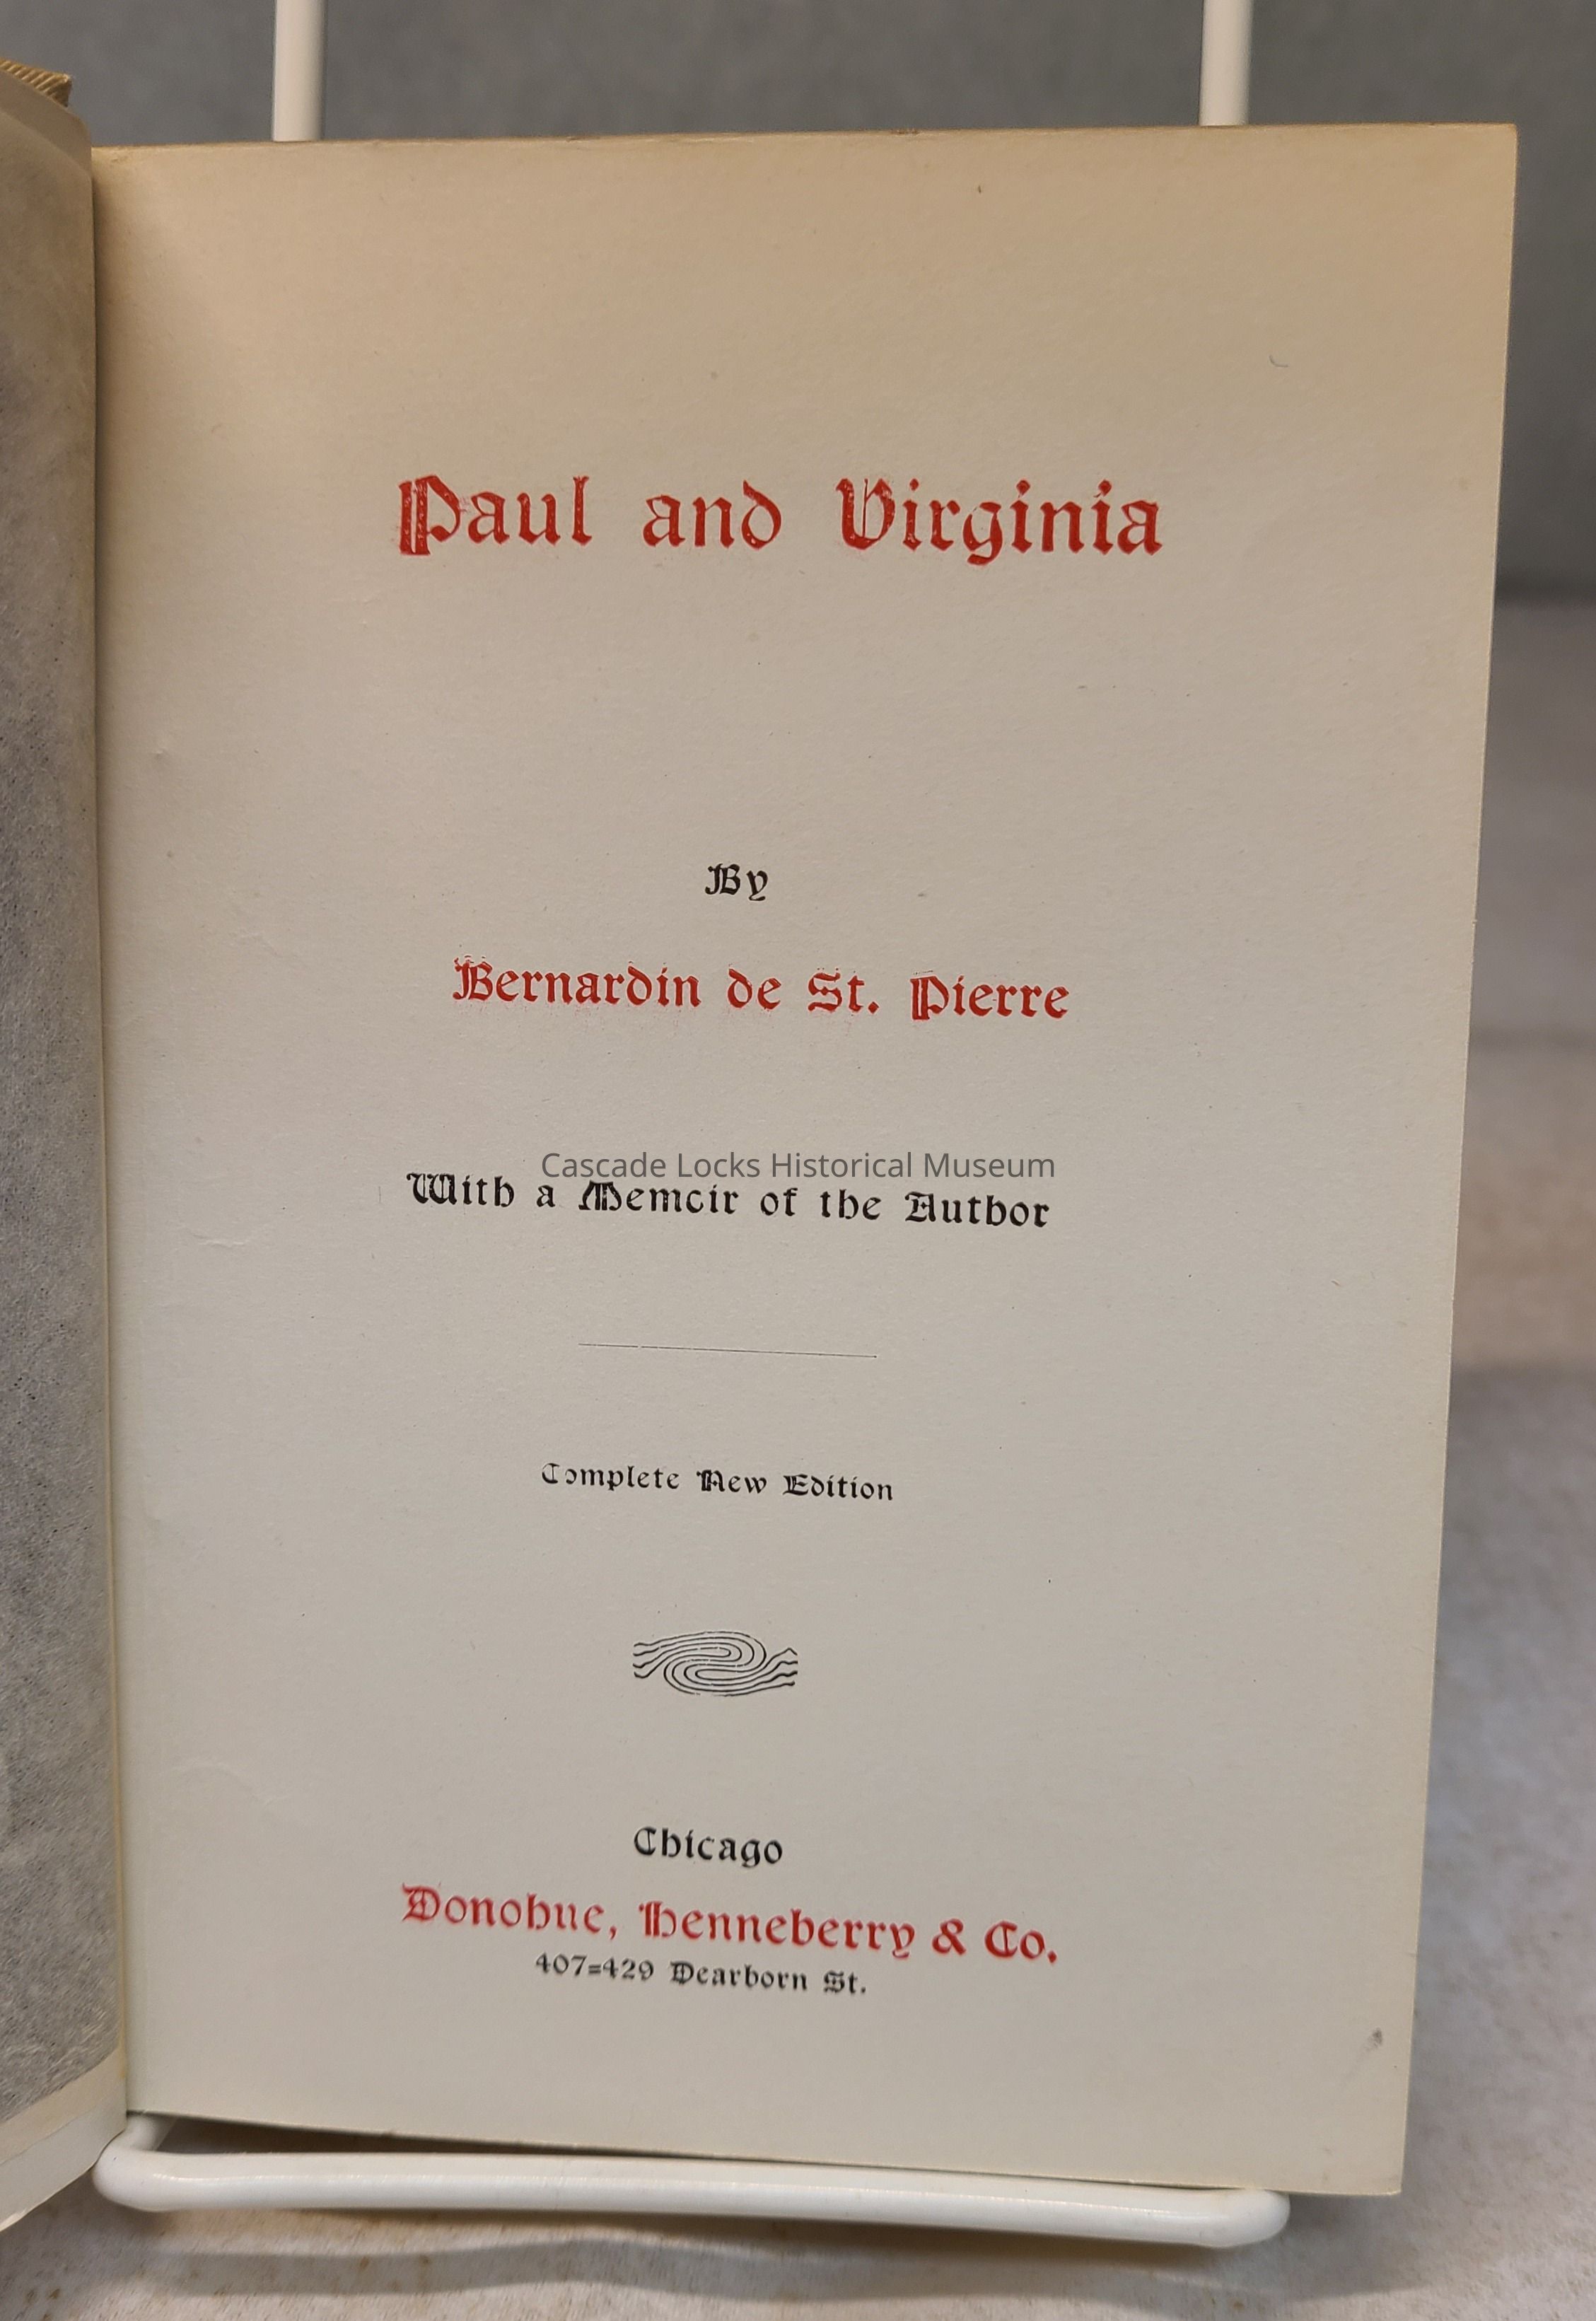 Paul and Virginia
By
Bernardin de St. Pierre
Cascade Locks Historical Museum
With a Memoir of the Author
Complete New Edition
Chicago
Donohue, Henneberry & Co.
407=429 Dearborn St.